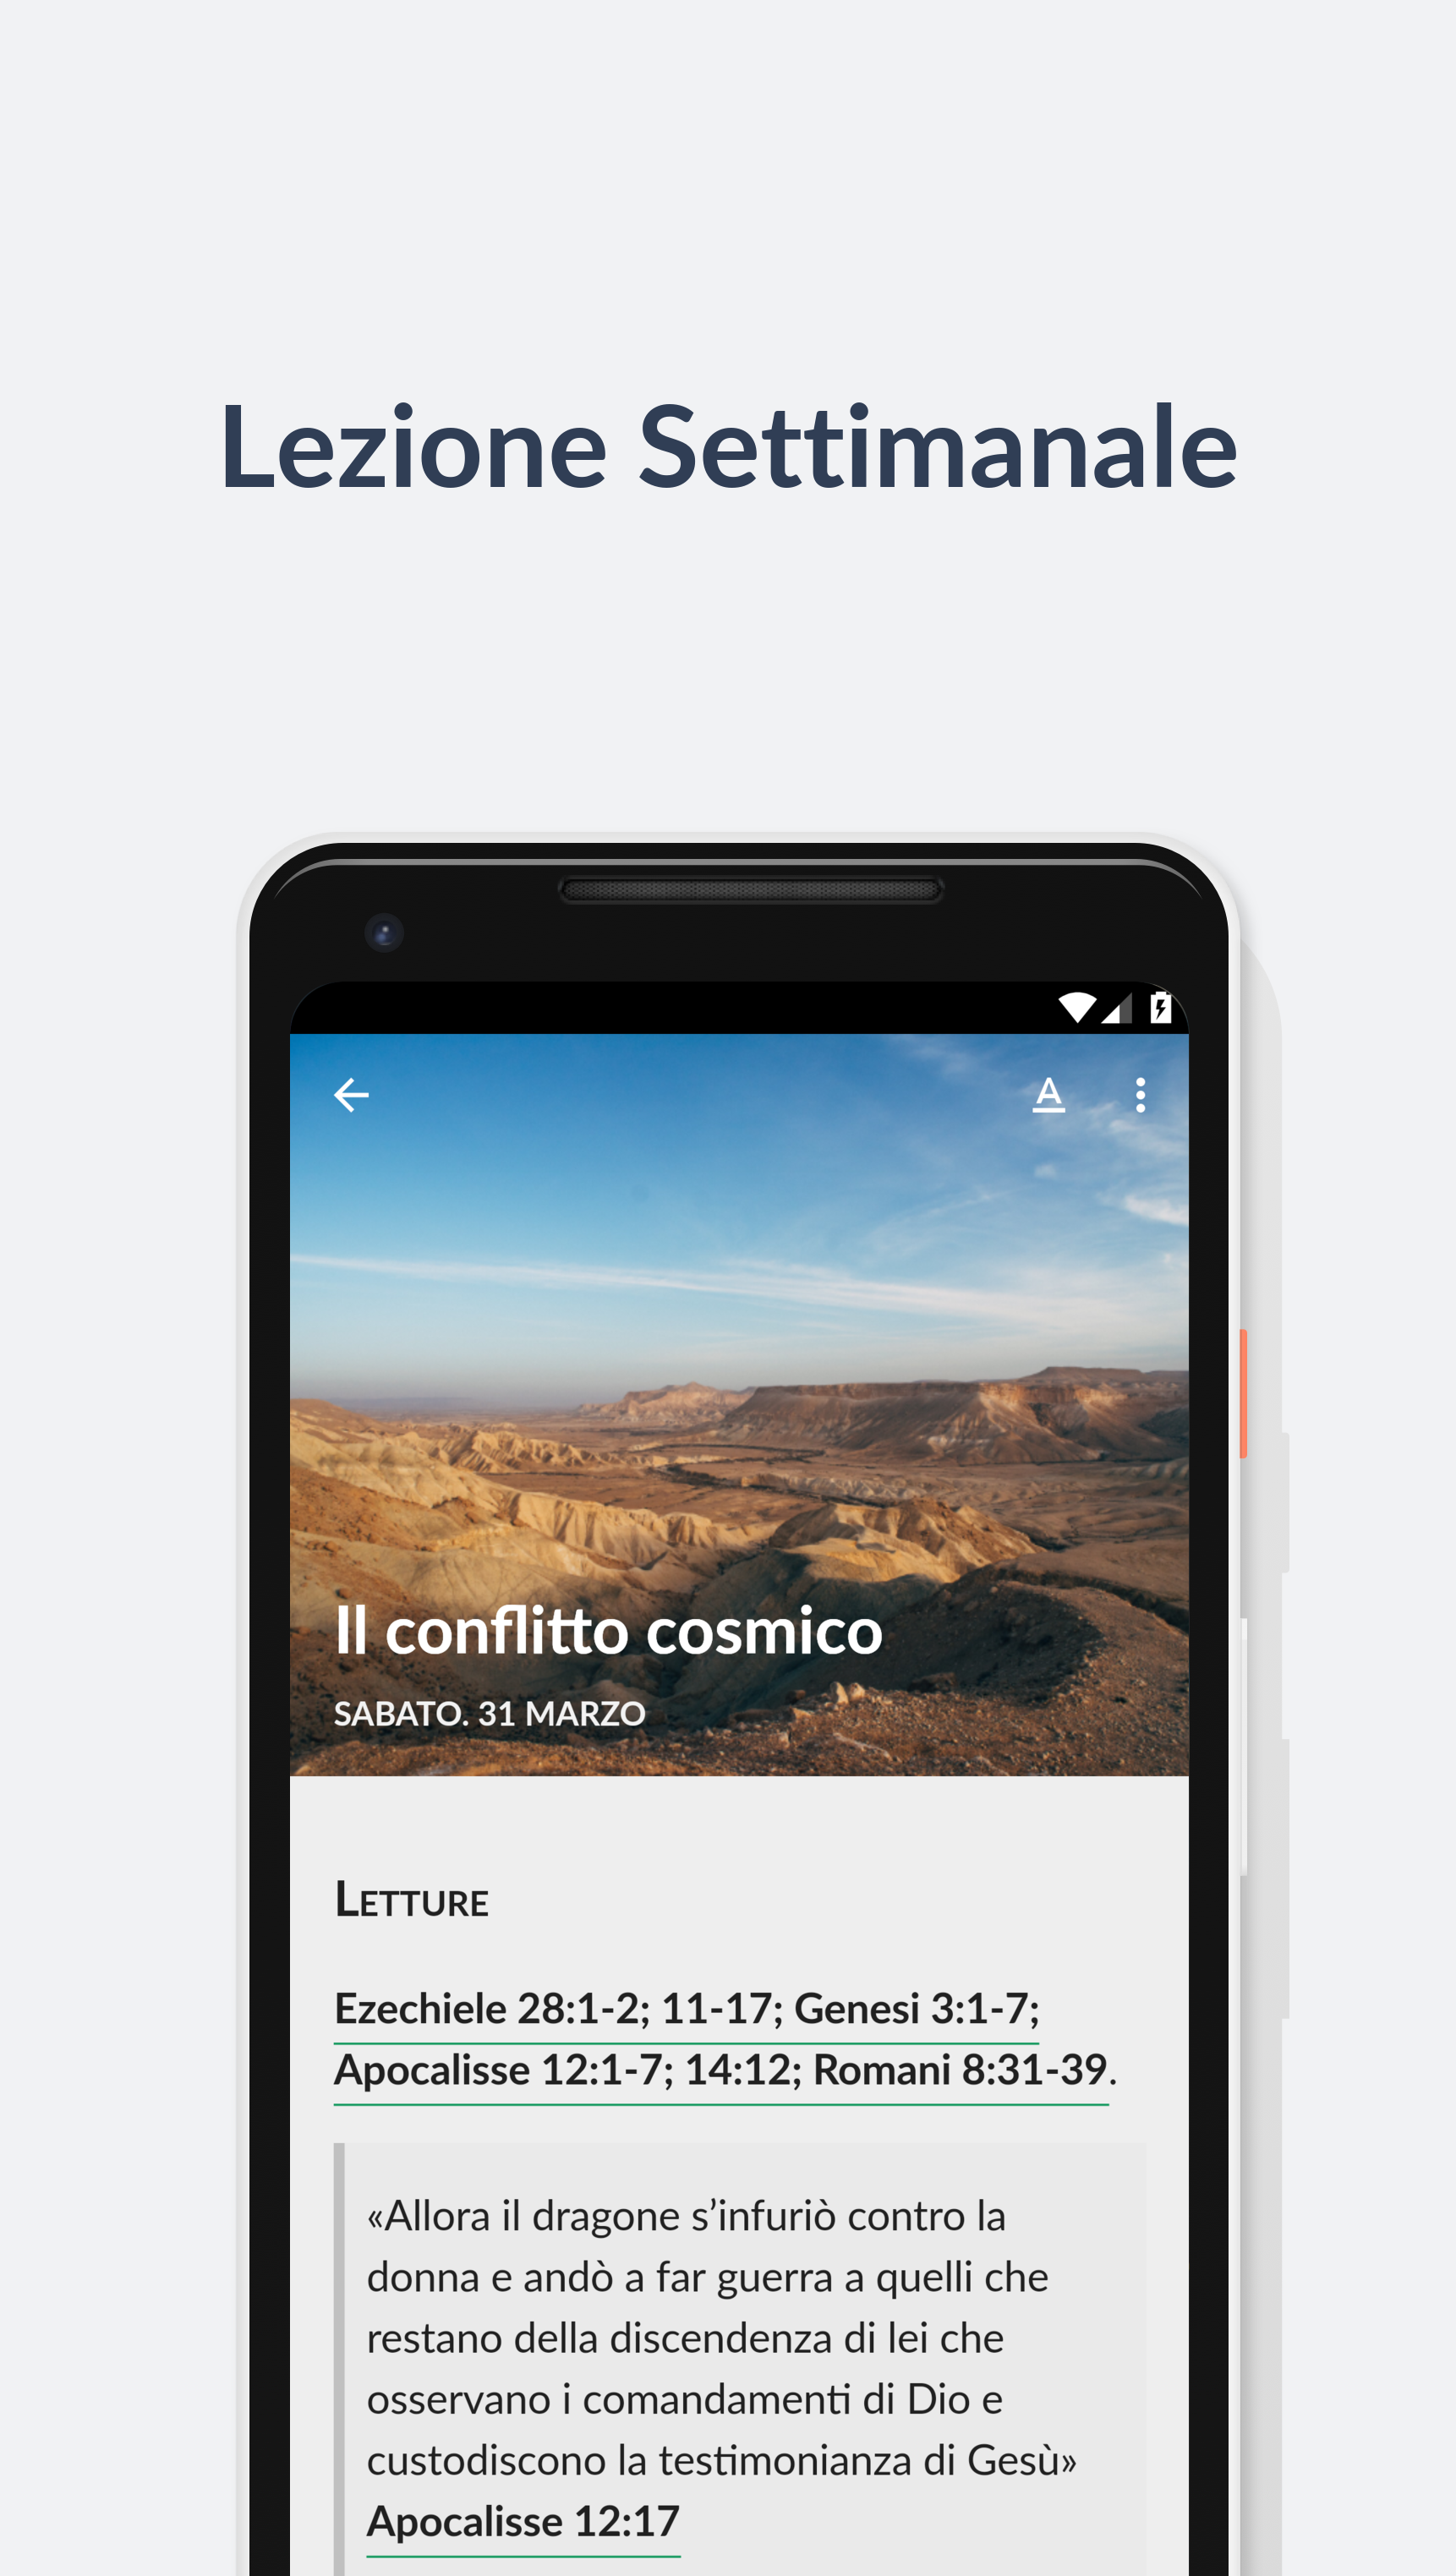 Lezione Settimanale
A
Il conflitto cosmico
SABATO. 31 MARZO
Letture
Ezechiele 28:1-2; 11-17; Genesi 3:1-7;
Apocalisse 12:1-7; 14:12; Romani 8:31-39.
«Allora il dragone s’infuriò contro la
donna e andò a far guerra a quelli che
restano della discendenza di lei che
osservano i comandamenti di Dio e
custodiscono la testimonianza di Gesù»
Apocalisse 12:17